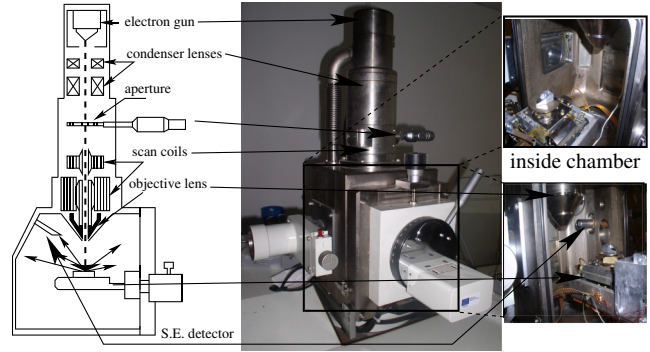 electron gun
condenser lenses
aperture
scan coils
objective lens
S.E. detector
inside chamber